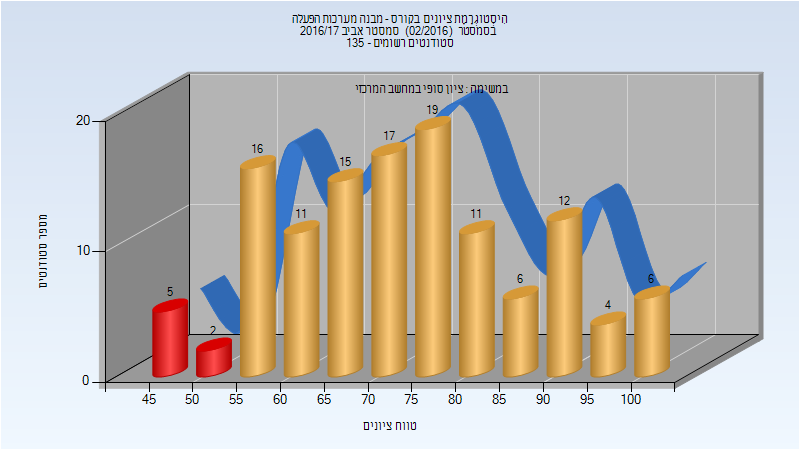 היסטוגרמת ציונים בקורס - מבנה מערכות הפעלה
בסמסטר (02/2016) סמסטר אביב 2016/17
סטודנטים רשומים - 135
במשימה : ציון סופי במחשב המרכזי
מספר סטודנטים
20
10
0
5
2
16
11
15
17
19
11
6
12
4
6
45 50 55 60 65 70 75 80 85 90 95 100
טווח ציונים